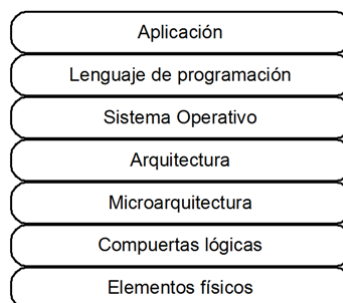 Aplicación
Lenguaje de programación
Sistema Operativo
Arquitectura
Microarquitectura
Compuertas lógicas
Elementos físicos